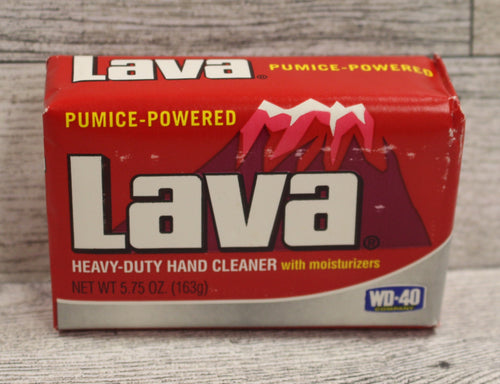 Lava® PUMICE-POWERED
PUMICE-POWERED
Lava®
HEAVY-DUTY HAND CLEANER with moisturizers
NET WT 5.75 OZ. (163g)
WD-40
COMPANY